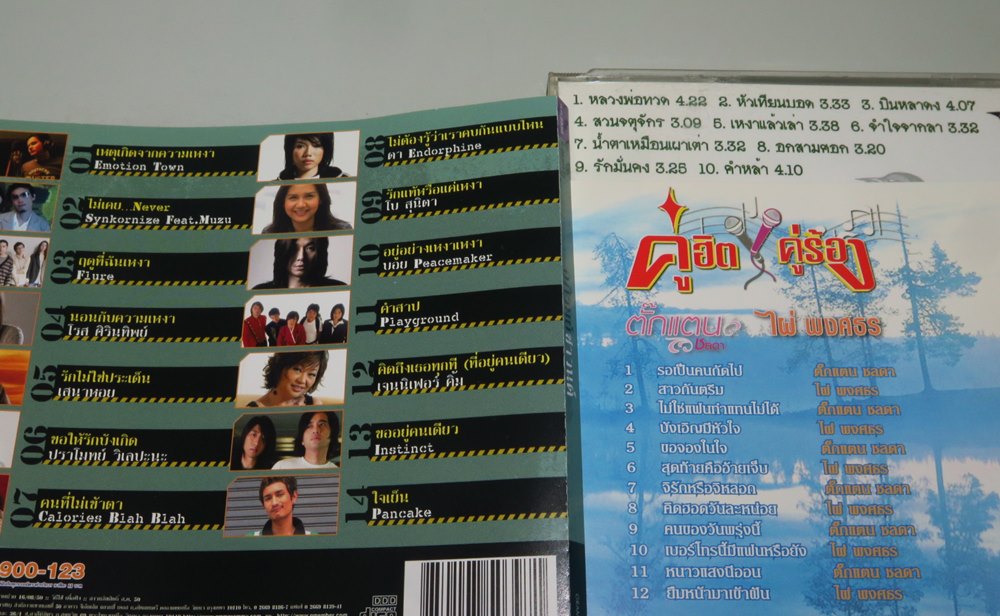 01
เหตุเกิดจากความเหงา
Emotion Town
02
ไม่เคย...Never
Synkornize Feat.Muzu
03
ฤดูที่ฉันเหงา
Flure
04
นอนกับความเหงา
โรส ศิรินทิพย์
05
รักไม่ใช่ประเด็น
เสนาหอย
06
ขอให้รักบังเกิด
ปราโมทย์ วิเลปะนะ
07
คนที่ไม่เข้าตา
Calories Blah Blah
08
ไม่ต้องรู้ว่าเราคบกันแบบไหน
ดา Endorphine
09
รักแท้หรือแค่เหงา
โบ สุนิตา
10
อยู่อย่างเหงาเหงา
บอย Peacemaker
11
คำสาป
Playground
12
คิดถึงเธอทุกที (ที่อยู่คนเดียว)
เจนนิเฟอร์ คิ้ม
13
ขออยู่คนเดียว
Instinct
14
ใจเย็น
Pancake
900-123
DDD
COMPACT
1. หลวงพ่อทวด 4.22 2. หัวเทียนบอด 3.33 3. บินหลาดง 4.07
4. สวนจตุจักร 3.09 5. เหงาแล้วเล่า 3.38 6. จำใจจากลา 3.32
7. น้ำตาเหมือนเผาเต่า 3.32 8. อกสามศอก 3.20
9. รักมั่นคง 3.25 10. คำหล้า 4.10
คู่ฮิต คู่ร้อง
ตั๊กแตน ชลดา ไผ่ พงศธร
1 รอเป็นคนถัดไป ตั๊กแตน ชลดา
2 สาวกันตรึม ไผ่ พงศธร
3 ไม่ใช่แฟนทำแทนไม่ได้ ตั๊กแตน ชลดา
4 บังเอิญมีหัวใจ ไผ่ พงศธร
5 ขอจองในใจ ตั๊กแตน ชลดา
6 สุดท้ายคืออ้ายเจ็บ ไผ่ พงศธร
7 จิรักหรือจิหลอก ตั๊กแตน ชลดา
8 คิดฮอดวันละหน่อย ไผ่ พงศธร
9 คนของวันพรุ่งนี้ ตั๊กแตน ชลดา
10 เบอร์โทรนี้มีแฟนหรือยัง ไผ่ พงศธร
11 หนาวแสงนีออน ตั๊กแตน ชลดา
12 ยืมหน้ามาเข้าฝัน ไผ่ พงศธร